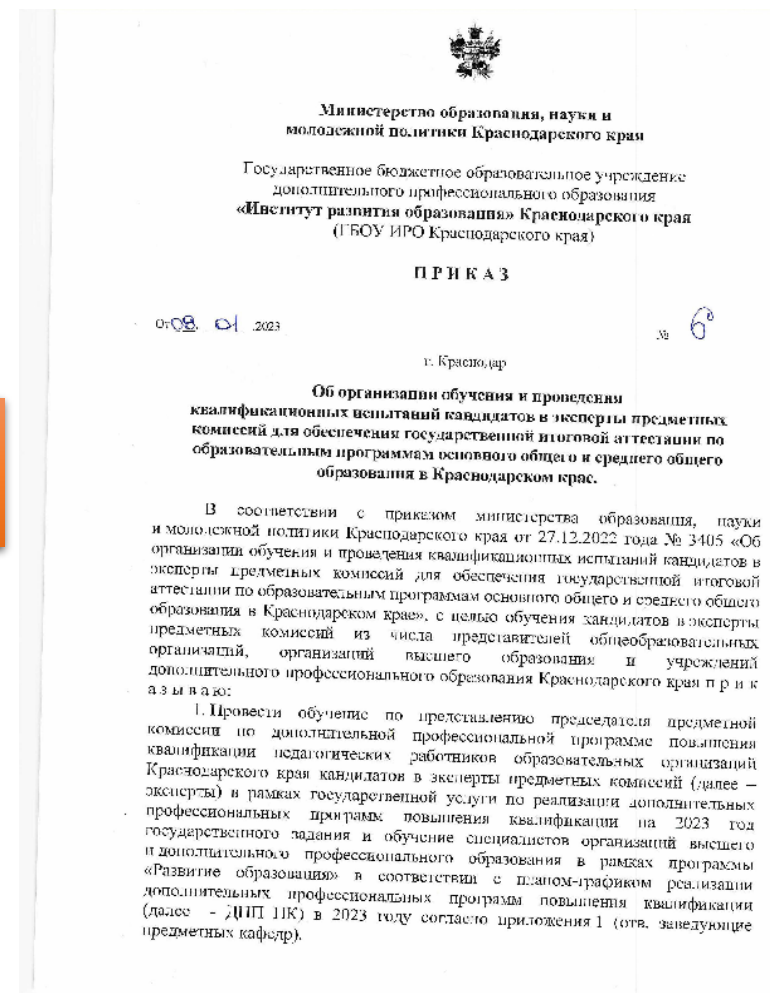 Министерство образования, науки и
молодежной политики Краснодарского края
Государственное бюджетное образовательное учреждение
дополнительного профессионального образования
«Институт развития образования» Краснодарского края
(ГБОУ ИРО Краснодарского края)
П Р И К А З
От 09. 01 .2023
№ 6
г. Краснодар
Об организации обучения и проведения
квалификационных испытаний кандидатов в эксперты предметных
комиссий для обеспечения государственной итоговой аттестации по
образовательным программам основного общего и среднего общего
образования в Краснодарском крае.
В соответствии с приказом министерства образования, науки
и молодежной политики Краснодарского края от 27.12.2022 года № 3405 «Об
организации обучения и проведения квалификационных испытаний кандидатов в
эксперты предметных комиссий для обеспечения государственной итоговой
аттестации по образовательным программам основного общего и среднего общего
образования в Краснодарском крае», с целью обучения кандидатов в эксперты
предметных комиссий из числа представителей общеобразовательных
организаций, организаций высшего образования и учреждений
дополнительного профессионального образования Краснодарского края п р и к
а з ы в а ю:
1. Провести обучение по представлению председателя предметной
комиссии по дополнительной профессиональной программе повышения
квалификации педагогических работников образовательных организаций
Краснодарского края кандидатов в эксперты предметных комиссий (далее –
эксперты) в рамках государственной услуги по реализации дополнительных
профессиональных программ повышения квалификации на 2023 год
государственного задания и обучение специалистов организаций высшего
и дополнительного профессионального образования в рамках программы
«Развитие образования» в соответствии с планом-графиком реализации
дополнительных профессиональных программ повышения квалификации
(далее - ДПП ПК) в 2023 году согласно приложения 1 (отв. заведующие
предметных кафедр).